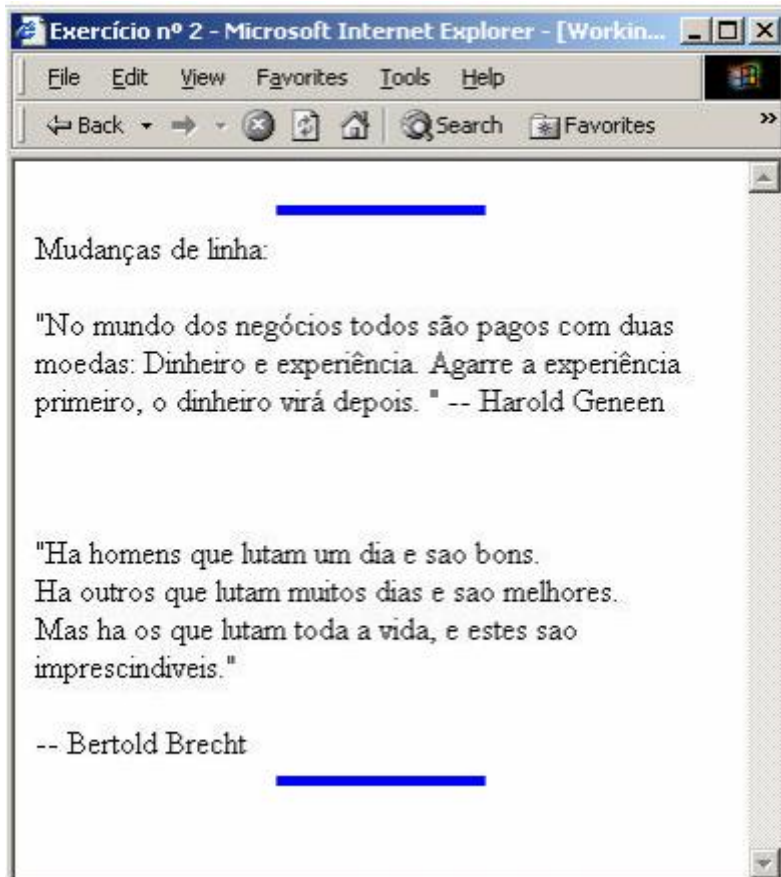 Exercício nº 2 - Microsoft Internet Explorer - [Workin...
File Edit View Favorites Tools Help
Back Search Favorites »
Mudanças de linha:
"No mundo dos negócios todos são pagos com duas
moedas: Dinheiro e experiência. Agarre a experiência
primeiro, o dinheiro virá depois. " -- Harold Geneen
"Ha homens que lutam um dia e sao bons.
Ha outros que lutam muitos dias e sao melhores.
Mas ha os que lutam toda a vida, e estes sao
imprescindiveis."
-- Bertold Brecht